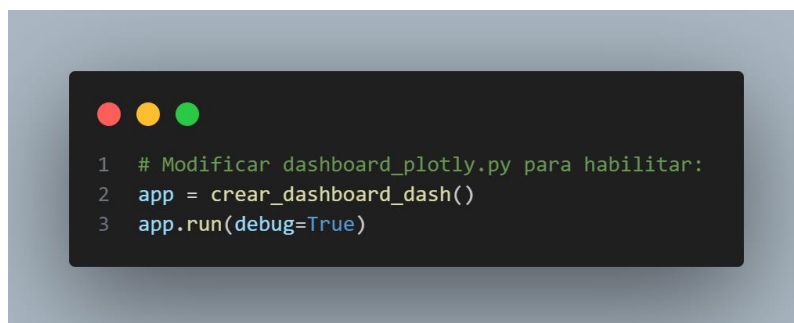 1 # Modificar dashboard_plotly.py para habilitar:
2 app = crear_dashboard_dash()
3 app.run(debug=True)